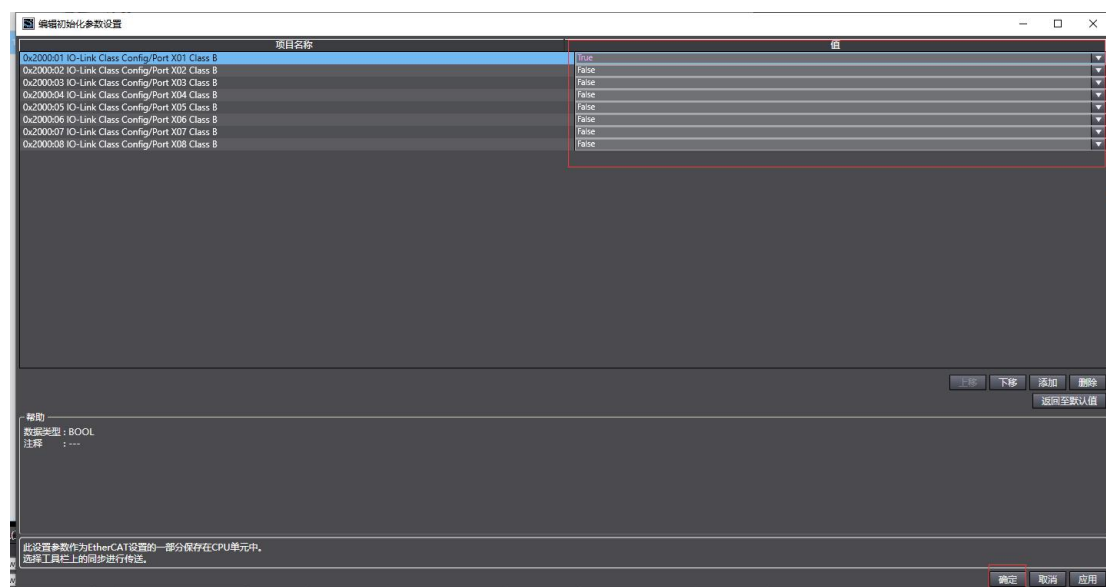 编辑初始化参数设置
项目名称 值
0x2000:01 IO-Link Class Config/Port X01 Class B True
0x2000:02 IO-Link Class Config/Port X02 Class B False
0x2000:03 IO-Link Class Config/Port X03 Class B False
0x2000:04 IO-Link Class Config/Port X04 Class B False
0x2000:05 IO-Link Class Config/Port X05 Class B False
0x2000:06 IO-Link Class Config/Port X06 Class B False
0x2000:07 IO-Link Class Config/Port X07 Class B False
0x2000:08 IO-Link Class Config/Port X08 Class B False
上移 下移 添加 删除
返回至默认值
帮助
数据类型 : BOOL
注释 : ---
此设置参数作为EtherCAT设置的一部分保存在CPU单元中。
选择工具栏上的同步进行传送。
确定 取消 应用